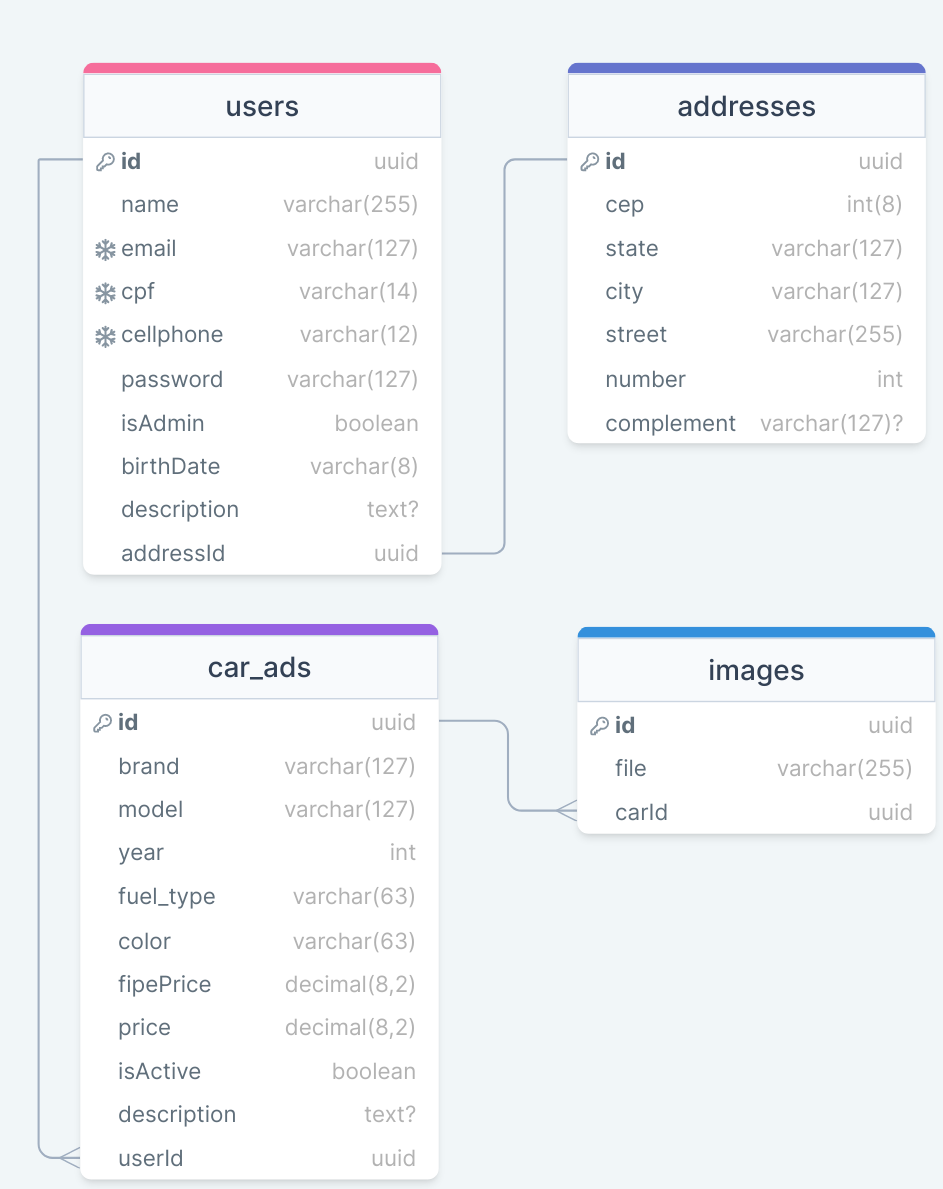 users
id uuid
name varchar(255)
email varchar(127)
cpf varchar(14)
cellphone varchar(12)
password varchar(127)
isAdmin boolean
birthDate varchar(8)
description text?
addressId uuid
addresses
id uuid
cep int(8)
state varchar(127)
city varchar(127)
street varchar(255)
number int
complement varchar(127)?
car_ads
id uuid
brand varchar(127)
model varchar(127)
year int
fuel_type varchar(63)
color varchar(63)
fipePrice decimal(8,2)
price decimal(8,2)
isActive boolean
description text?
userId uuid
images
id uuid
file varchar(255)
carId uuid